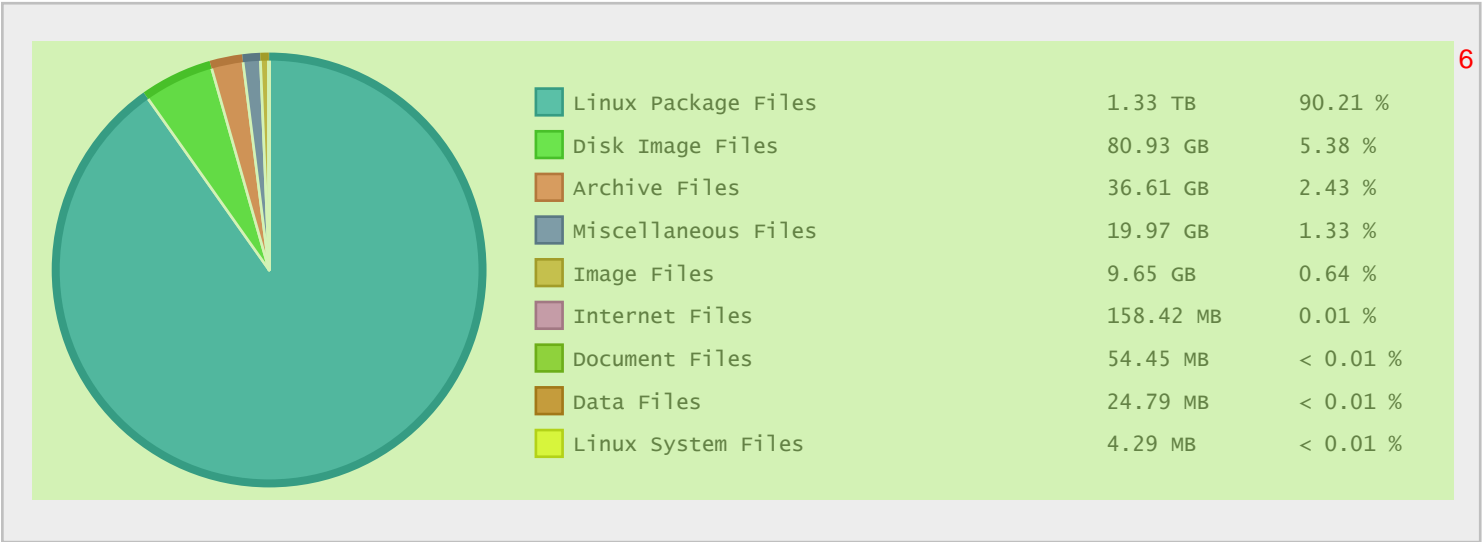 6
Linux Package Files 1.33 TB 90.21 %
Disk Image Files 80.93 GB 5.38 %
Archive Files 36.61 GB 2.43 %
Miscellaneous Files 19.97 GB 1.33 %
Image Files 9.65 GB 0.64 %
Internet Files 158.42 MB 0.01 %
Document Files 54.45 MB < 0.01 %
Data Files 24.79 MB < 0.01 %
Linux System Files 4.29 MB < 0.01 %